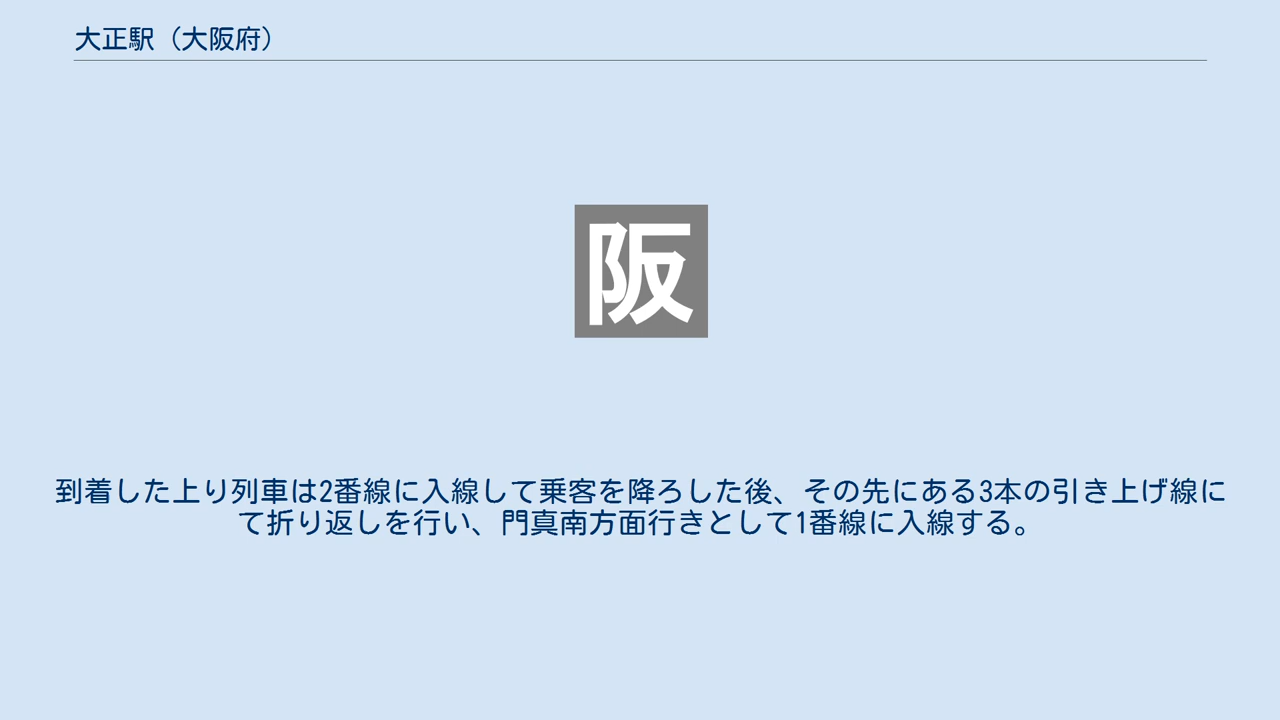 大正駅（大阪府）
阪
到着した上り列車は2番線に入線して乗客を降ろした後、その先にある3本の引き上げ線に
て折り返しを行い、門真南方面行きとして1番線に入線する。